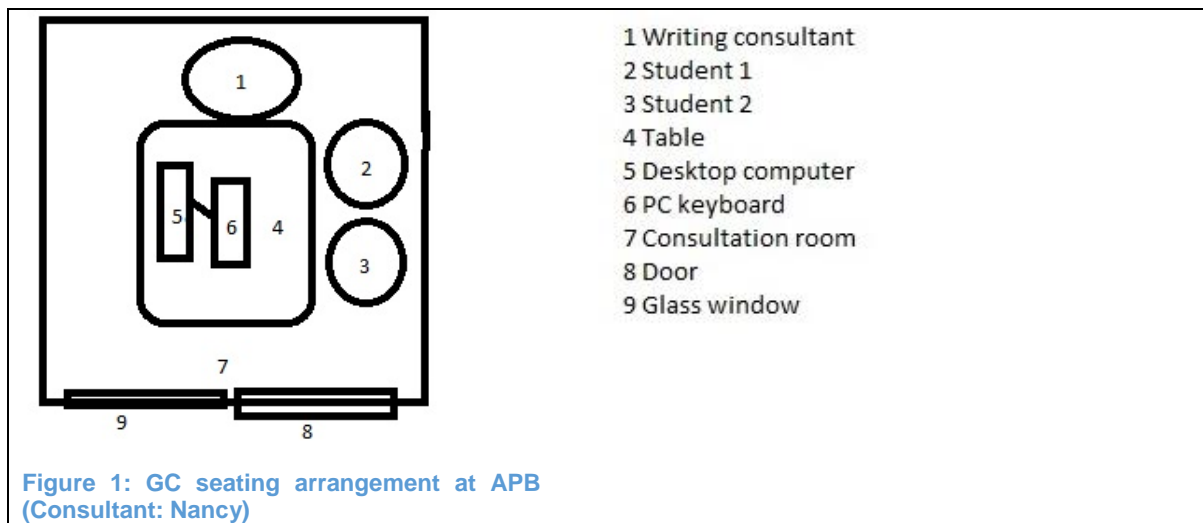 1
2
3
4
5
6
7
8
9
1 Writing consultant
2 Student 1
3 Student 2
4 Table
5 Desktop computer
6 PC keyboard
7 Consultation room
8 Door
9 Glass window
Figure 1: GC seating arrangement at APB
(Consultant: Nancy)